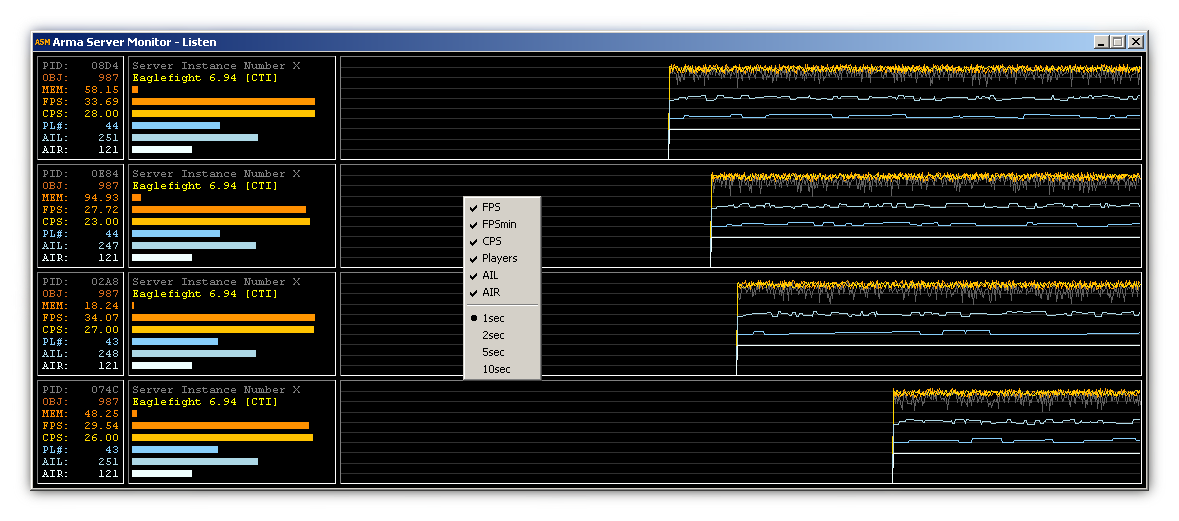 ASM Arma Server Monitor - Listen
PID: 08D4 Server Instance Number X
OBJ: 987 Eaglefight 6.94 [CTI]
MEM: 58.15
FPS: 33.69
CPS: 28.00
PL#: 44
AIL: 251
AIR: 121
PID: 0E84 Server Instance Number X
OBJ: 987 Eaglefight 6.94 [CTI]
MEM: 94.93
FPS: 27.72
CPS: 23.00
PL#: 44
AIL: 247
AIR: 121
FPS
FPSmin
CPS
Players
AIL
AIR
1sec
2sec
5sec
10sec
PID: 02A8 Server Instance Number X
OBJ: 987 Eaglefight 6.94 [CTI]
MEM: 18.24
FPS: 34.07
CPS: 27.00
PL#: 43
AIL: 248
AIR: 121
PID: 074C Server Instance Number X
OBJ: 987 Eaglefight 6.94 [CTI]
MEM: 48.25
FPS: 29.54
CPS: 26.00
PL#: 43
AIL: 251
AIR: 121